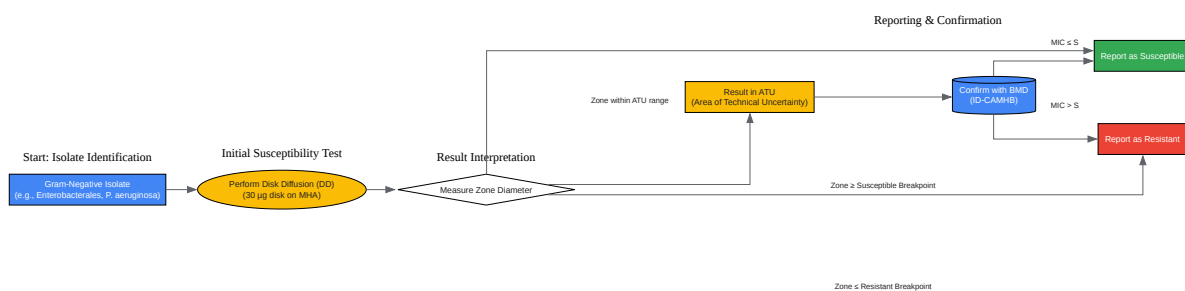 Reporting & Confirmation
MIC ≤ S
Report as Susceptible
Result in ATU
(Area of Technical Uncertainty)
Zone within ATU range
Confirm with BMD
(ID-CAMHB)
MIC > S
Report as Resistant
Start: Isolate Identification
Initial Susceptibility Test
Result Interpretation
Gram-Negative Isolate
(e.g., Enterobacterales, P. aeruginosa)
Perform Disk Diffusion (DD)
(30 µg disk on MHA)
Measure Zone Diameter
Zone ≥ Susceptible Breakpoint
Zone ≤ Resistant Breakpoint